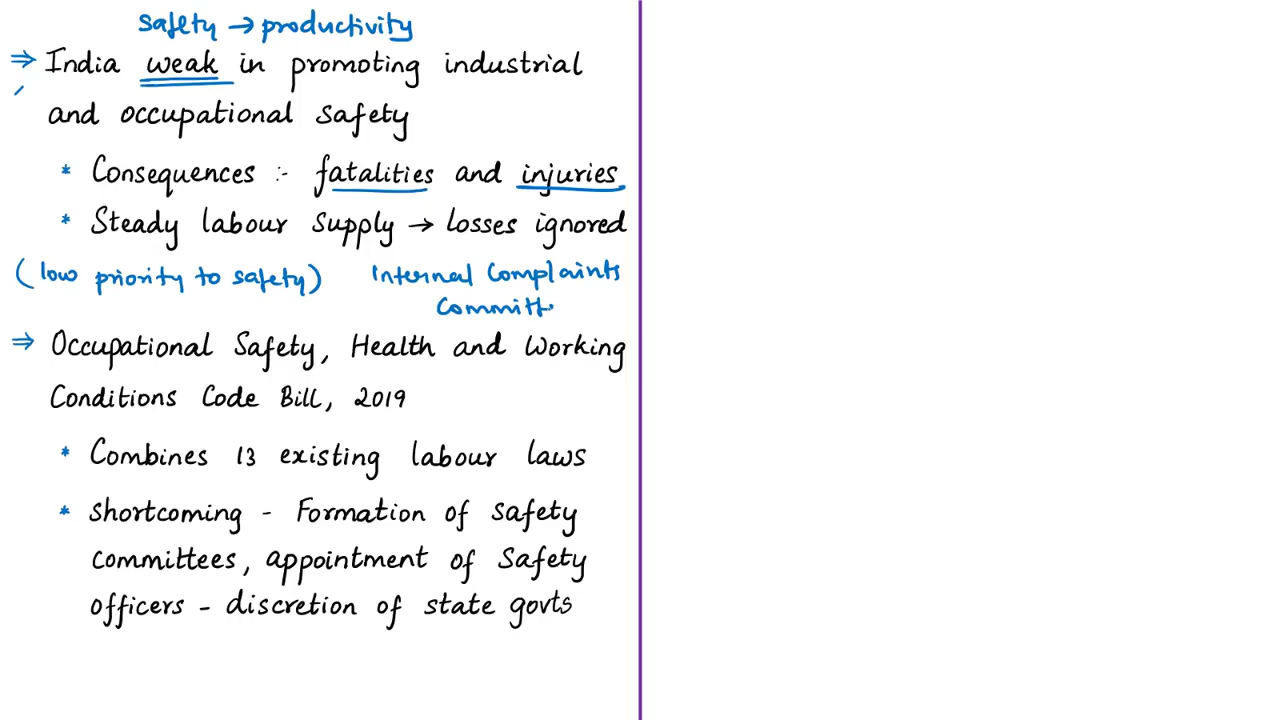 Safety → productivity
⇒ India weak in promoting industrial
and occupational safety
* Consequences :- fatalities and injuries
* Steady labour supply → losses ignored
(low priority to safety) Internal Complaints
Committ
⇒ Occupational Safety, Health and Working
Conditions Code Bill, 2019
* Combines 13 existing labour laws
* Shortcoming - Formation of safety
committees, appointment of Safety
officers - discretion of state govts